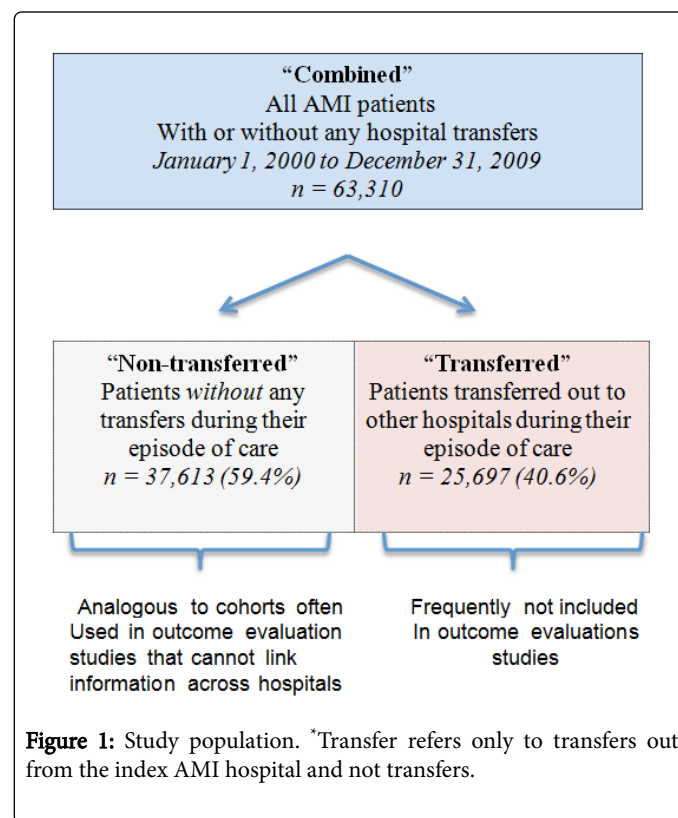 “Combined”
All AMI patients
With or without any hospital transfers
January 1, 2000 to December 31, 2009
n = 63,310
“Non-transferred”
Patients without any
transfers during their
episode of care
n = 37,613 (59.4%)
“Transferred”
Patients transferred out to
other hospitals during their
episode of care
n = 25,697 (40.6%)
Analogous to cohorts often
Used in outcome evaluation
studies that cannot link
information across hospitals
Frequently not included
In outcome evaluations
studies
Figure 1: Study population. *Transfer refers only to transfers out
from the index AMI hospital and not transfers.